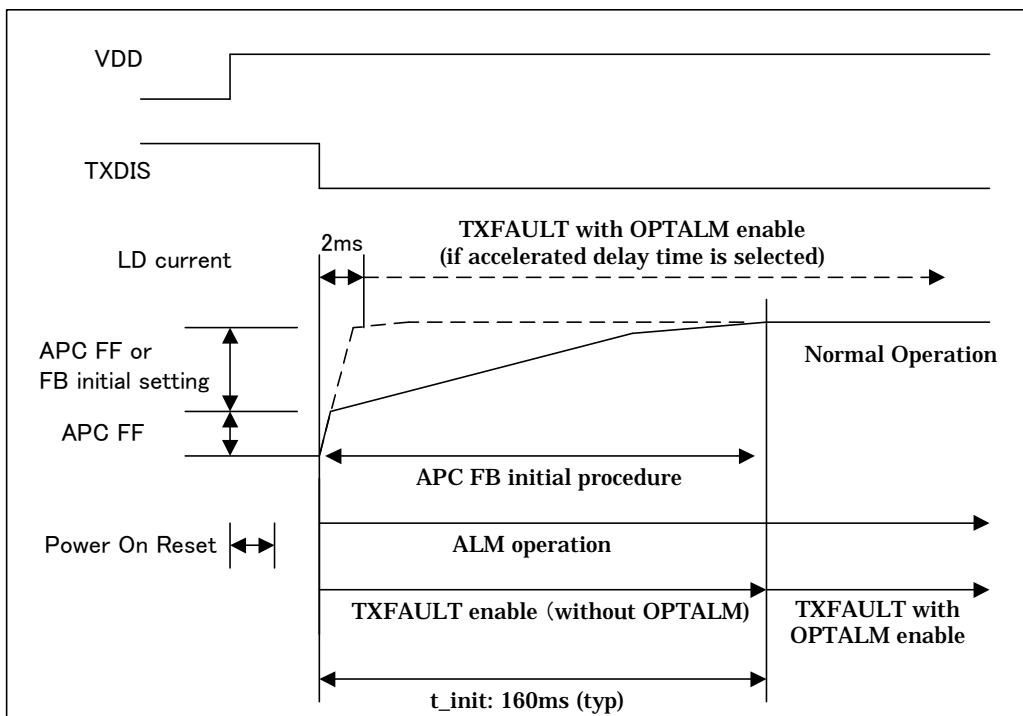 VDD
TXDIS
TXFAULT with OPTALM enable
(if accelerated delay time is selected)
2ms
LD current
APC FF or
FB initial setting
Normal Operation
APC FF
APC FB initial procedure
Power On Reset
ALM operation
TXFAULT enable (without OPTALM)
TXFAULT with
OPTALM enable
t_init: 160ms (typ)